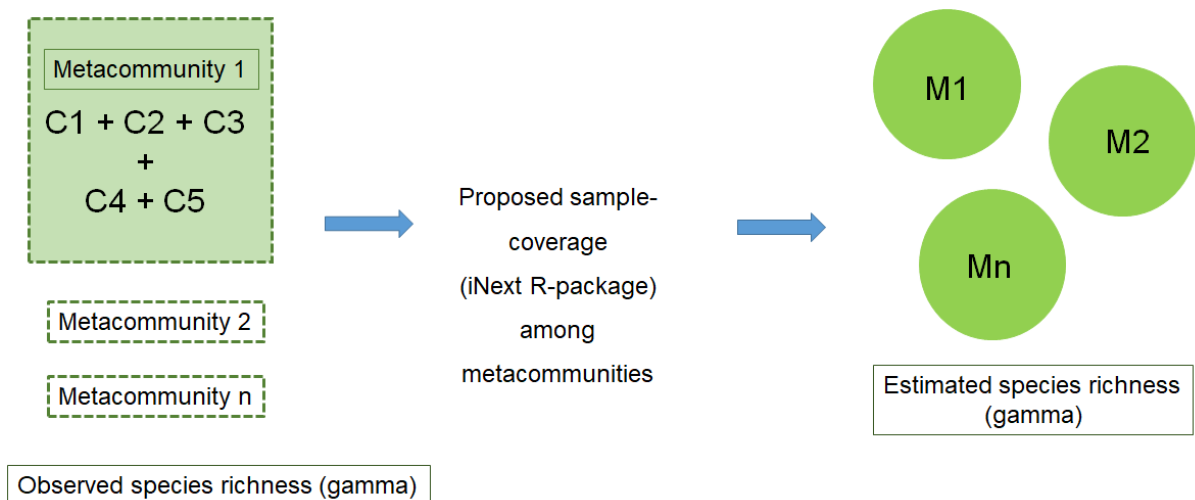 Metacommunity 1
C1 + C2 + C3
+
C4 + C5
Metacommunity 2
Metacommunity n
Observed species richness (gamma)
Proposed sample-
coverage
(iNext R-package)
among
metacommunities
M1
M2
Mn
Estimated species richness
(gamma)